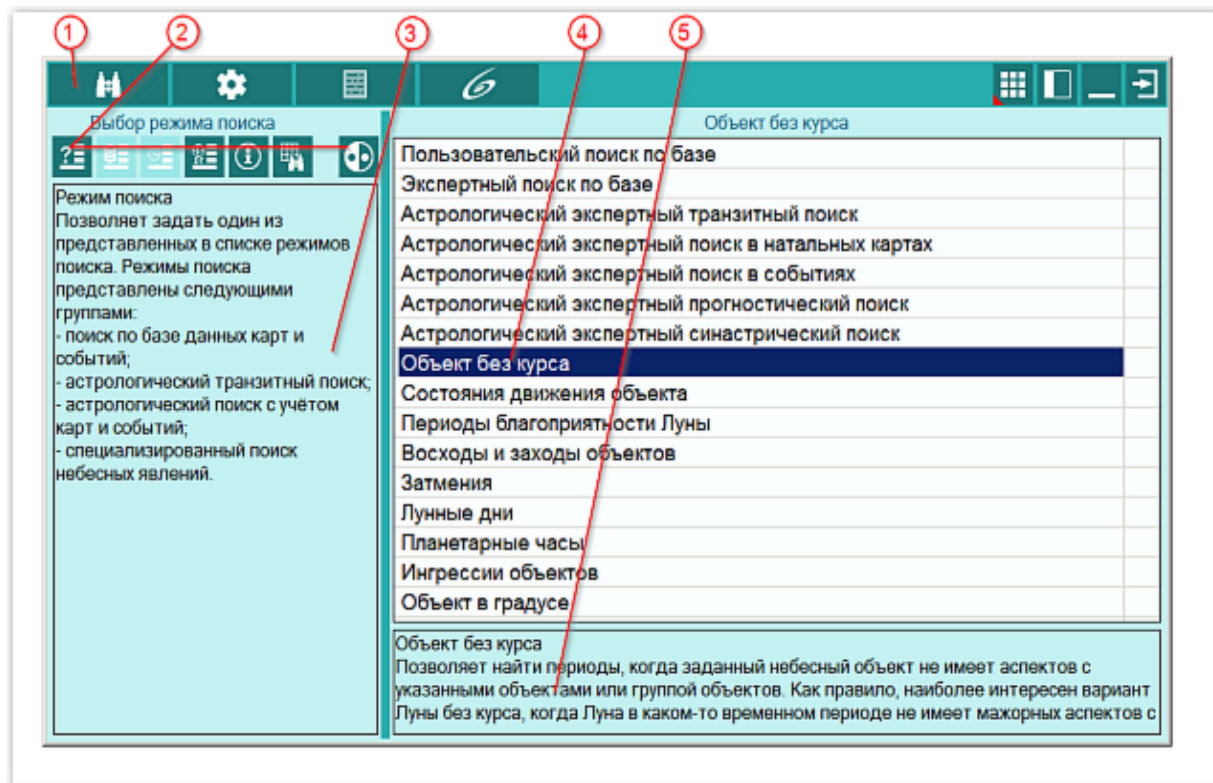 1 2 3 4 5
Выбор режима поиска
Объект без курса
Режим поиска
Позволяет задать один из
представленных в списке режимов
поиска. Режимы поиска
представлены следующими
группами:
- поиск по базе данных карт и
событий;
- астрологический транзитный поиск;
- астрологический поиск с учётом
карт и событий;
- специализированный поиск
небесных явлений.
Пользовательский поиск по базе
Экспертный поиск по базе
Астрологический экспертный транзитный поиск
Астрологический экспертный поиск в натальных картах
Астрологический экспертный поиск в событиях
Астрологический экспертный прогностический поиск
Астрологический экспертный синастрический поиск
Объект без курса
Состояния движения объекта
Периоды благоприятности Луны
Восходы и заходы объектов
Затмения
Лунные дни
Планетарные часы
Ингрессии объектов
Объект в градусе
Объект без курса
Позволяет найти периоды, когда заданный небесный объект не имеет аспектов с
указанными объектами или группой объектов. Как правило, наиболее интересен вариант
Луны без курса, когда Луна в каком-то временном периоде не имеет мажорных аспектов с